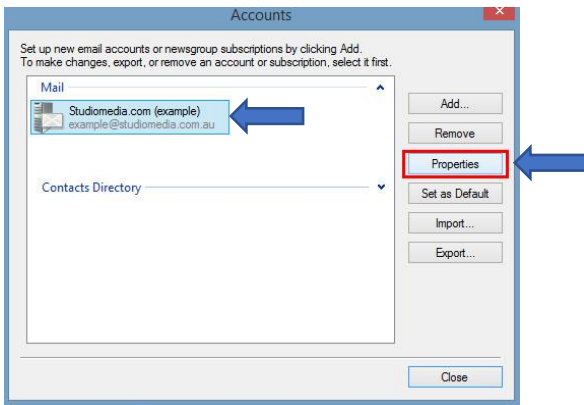 Accounts
Set up new email accounts or newsgroup subscriptions by clicking Add.
To make changes, export, or remove an account or subscription, select it first.
Mail
Studiomedia.com (example)
example@studiomedia.com.au
Contacts Directory
Add...
Remove
Properties
Set as Default
Import...
Export...
Close